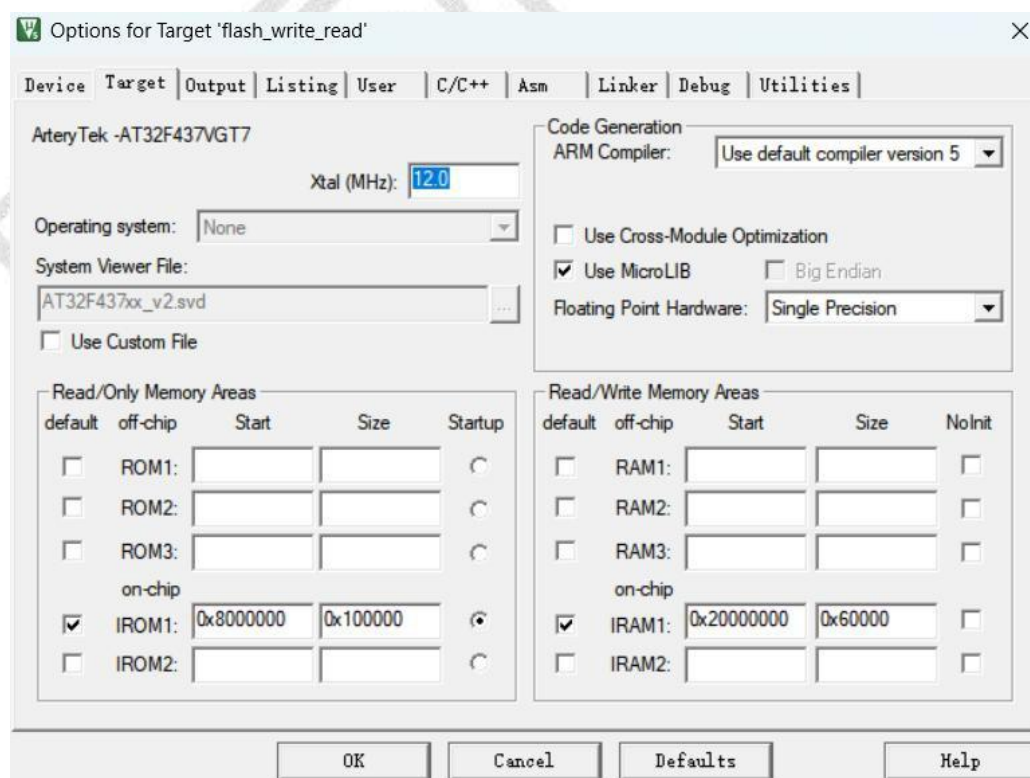 Options for Target 'flash_write_read'
Device Target Output Listing User C/C++ Asm Linker Debug Utilities
ArteryTek -AT32F437VGT7
Xtal (MHz): 12.0
Operating system: None
System Viewer File:
AT32F437xx_v2.svd ...
Use Custom File
Code Generation
ARM Compiler: Use default compiler version 5
Use Cross-Module Optimization
Use MicroLIB Big Endian
Floating Point Hardware: Single Precision
Read/Only Memory Areas
default off-chip Start Size Startup
ROM1:
ROM2:
ROM3:
on-chip
IROM1: 0x8000000 0x100000
IROM2:
Read/Write Memory Areas
default off-chip Start Size NoInit
RAM1:
RAM2:
RAM3:
on-chip
IRAM1: 0x20000000 0x60000
IRAM2:
OK Cancel Defaults Help